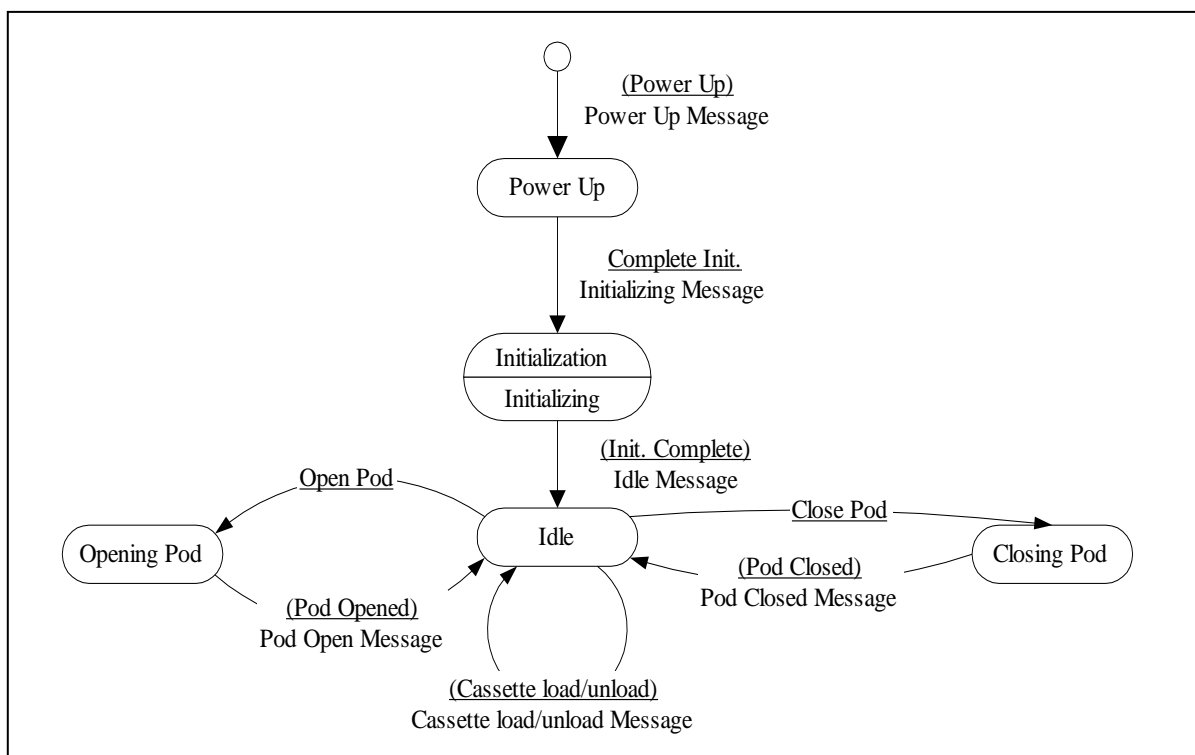 (Power Up)
Power Up Message
Power Up
Complete Init.
Initializing Message
Initialization
Initializing
(Init. Complete)
Idle Message
Open Pod
Close Pod
Opening Pod
Idle
Closing Pod
(Pod Opened)
Pod Open Message
(Pod Closed)
Pod Closed Message
(Cassette load/unload)
Cassette load/unload Message